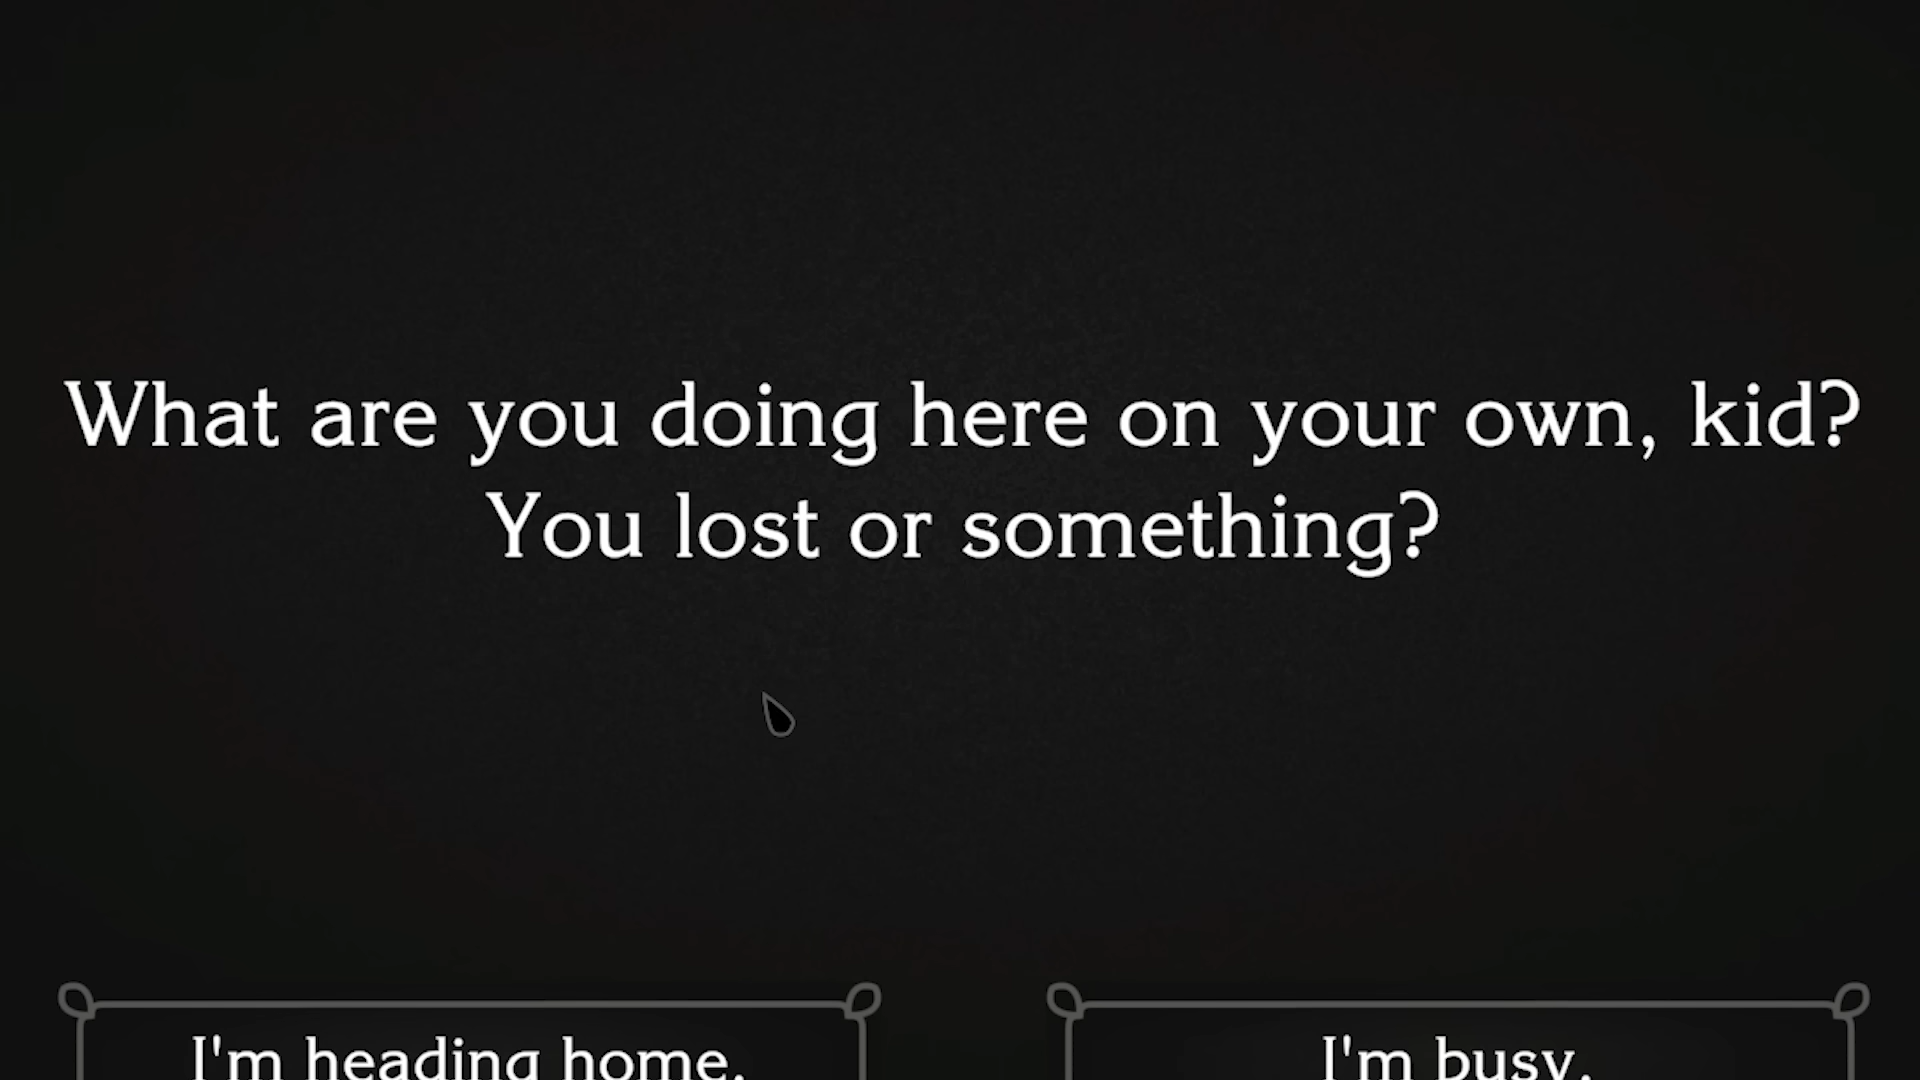 What are you doing here on your own, kid?
You lost or something?
I'm heading home.
I'm busy.